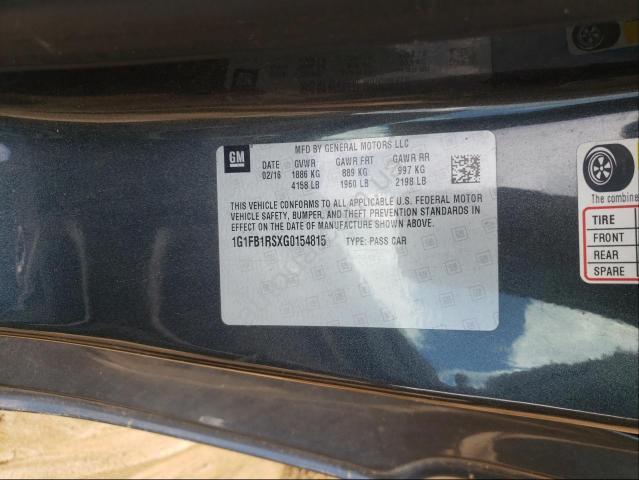 GM
MFD BY GENERAL MOTORS LLC
DATE GVWR GAWR FRT GAWR RR
02/16 1886 KG 889 KG 997 KG
4158 LB 1960 LB 2198 LB
THIS VEHICLE CONFORMS TO ALL APPLICABLE U.S. FEDERAL MOTOR
VEHICLE SAFETY, BUMPER, AND THEFT PREVENTION STANDARDS IN
EFFECT ON THE DATE OF MANUFACTURE SHOWN ABOVE.
1G1FB1RSXG0154815 TYPE: PASS CAR
The combine
TIRE
FRONT
REAR
SPARE